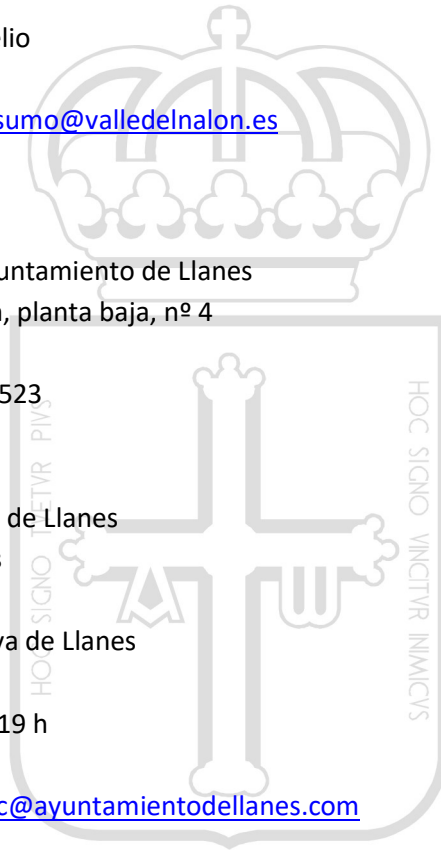 elio
sumo@valledelnalon.es
untamiento de Llanes
, planta baja, nº 4
523
de Llanes
va de Llanes
19 h
c@ayuntamientodellanes.com
HOC SIGNO TVETVR PIVS
HOC SIGNO VINCITVR INIMICVS